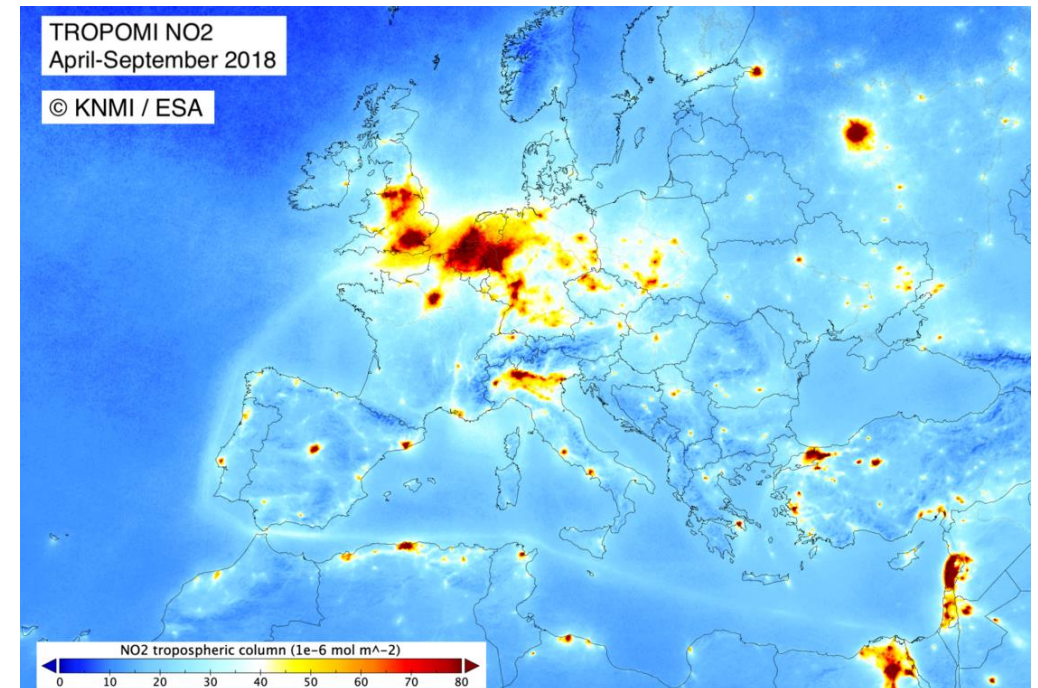 TROPOMI NO2
April-September 2018
© KNMI / ESA
NO2 tropospheric column (1e-6 mol m^-2)
0 10 20 30 40 50 60 70 80